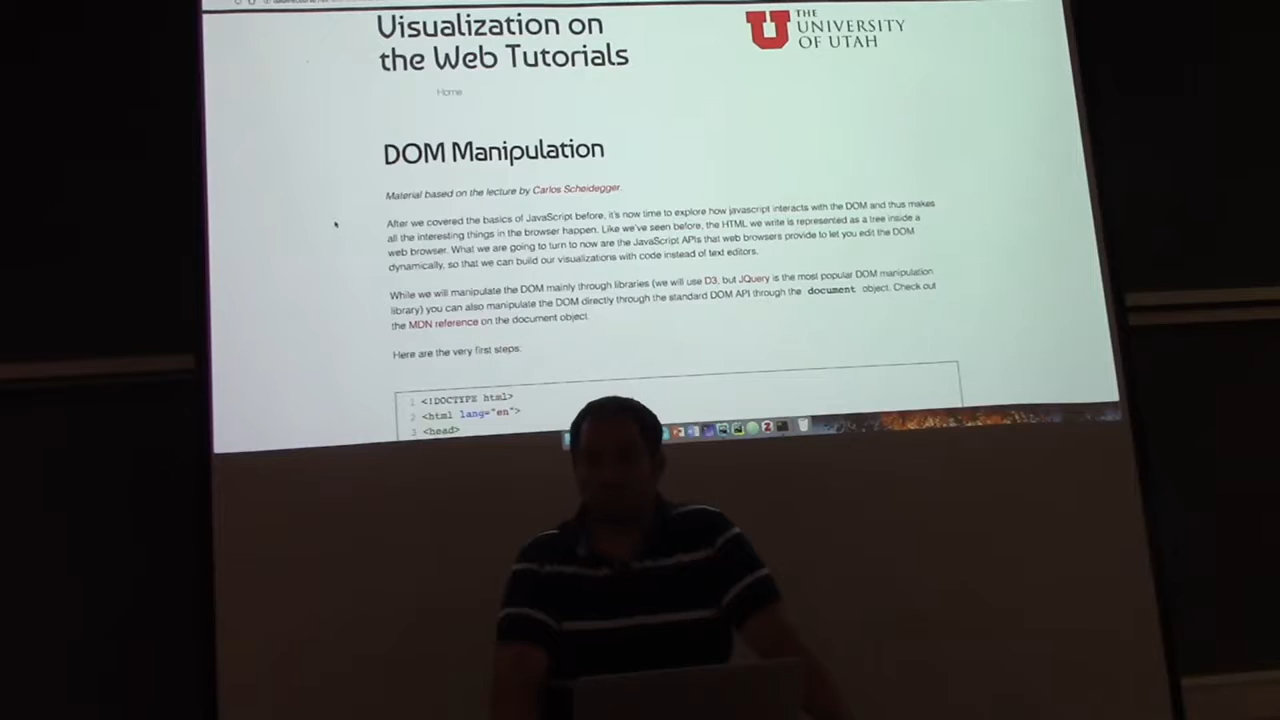 Visualization on
the Web Tutorials
THE
UNIVERSITY
OF UTAH
Home
DOM Manipulation
Material based on the lecture by Carlos Scheidegger.
After we covered the basics of JavaScript before, it's now time to explore how javascript interacts with the DOM and thus makes
all the interesting things in the browser happen. Like we've seen before, the HTML we write is represented as a tree inside a
web browser. What we are going to turn to now are the JavaScript APIs that web browsers provide to let you edit the DOM
dynamically, so that we can build our visualizations with code instead of text editors.
While we will manipulate the DOM mainly through libraries (we will use D3, but JQuery is the most popular DOM manipulation
library) you can also manipulate the DOM directly through the standard DOM API through the document object. Check out
the MDN reference on the document object.
Here are the very first steps:
1 <!DOCTYPE html>
2 <html lang="en">
3 <head>